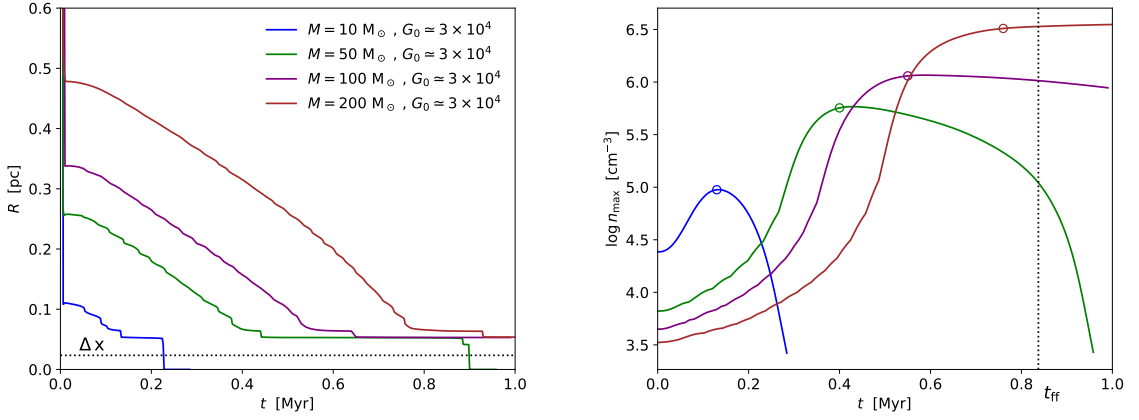 0.6
0.5
0.4
0.3
0.2
0.1
0.0
R [pc]
M = 10 M⊙ , G₀ ≃ 3 × 10⁴
M = 50 M⊙ , G₀ ≃ 3 × 10⁴
M = 100 M⊙ , G₀ ≃ 3 × 10⁴
M = 200 M⊙ , G₀ ≃ 3 × 10⁴
Δ x
0.0 0.2 0.4 0.6 0.8 1.0
t [Myr]
6.5
6.0
5.5
5.0
4.5
4.0
3.5
log n_max [cm⁻³]
0.0 0.2 0.4 0.6 0.8 1.0
t_ff
t [Myr]